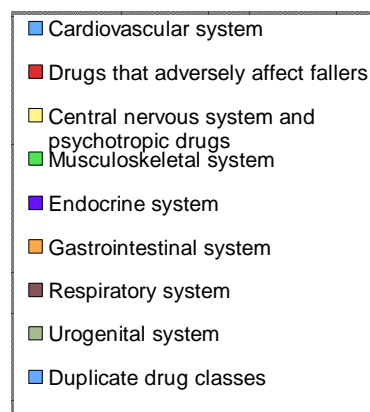 Cardiovascular system
Drugs that adversely affect fallers
Central nervous system and
psychotropic drugs
Musculoskeletal system
Endocrine system
Gastrointestinal system
Respiratory system
Urogenital system
Duplicate drug classes